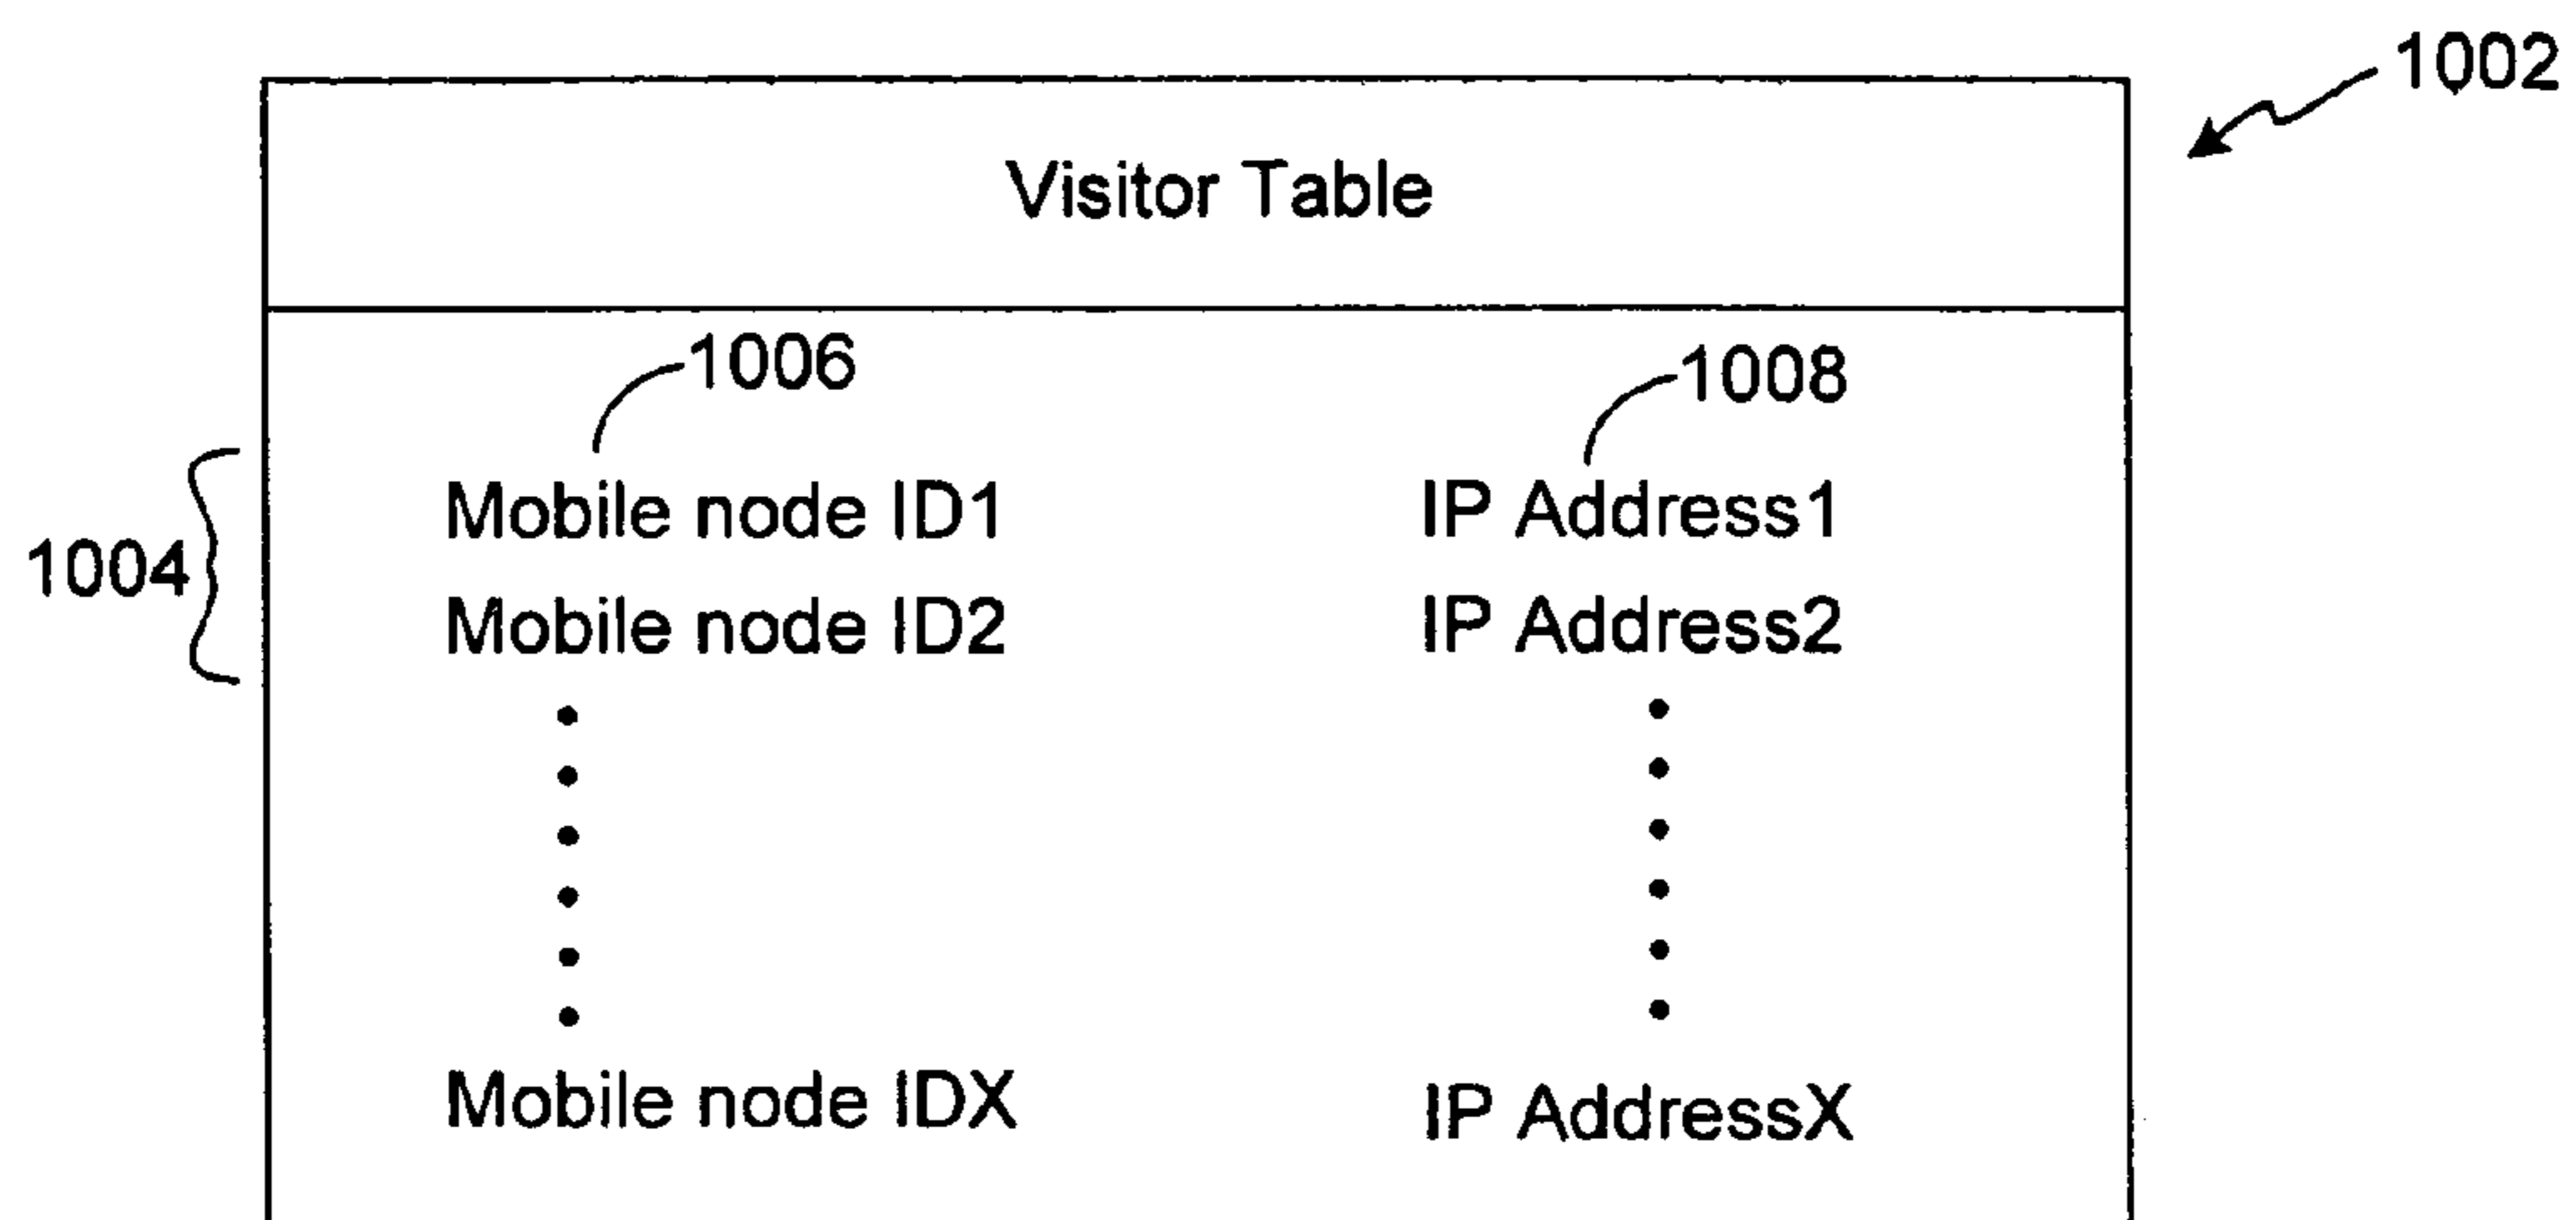 1002
Visitor Table
1006
1008
Mobile node ID1 IP Address1
1004
Mobile node ID2 IP Address2
Mobile node IDX IP AddressX